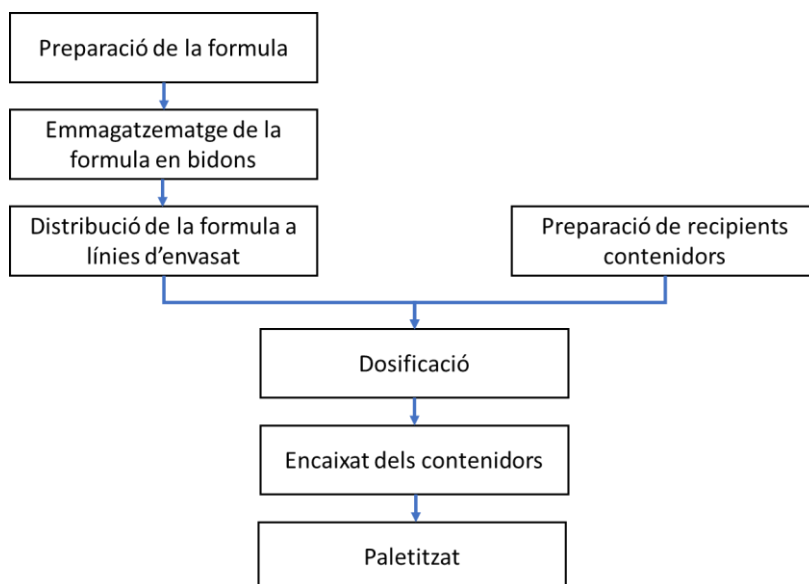 Preparació de la formula
Emmagatzematge de la
formula en bidons
Distribució de la formula a
línies d'envasat
Preparació de recipients
contenidors
Dosificació
Encaixat dels contenidors
Paletitzat